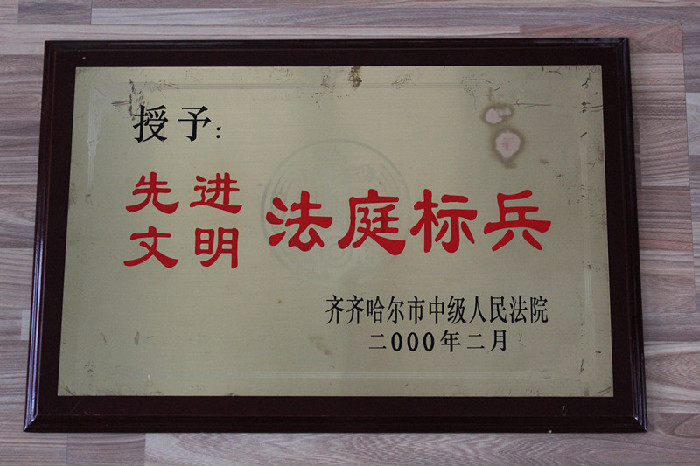 授予:
先进
文明 法庭标兵
齐齐哈尔市中级人民法院
二000年二月